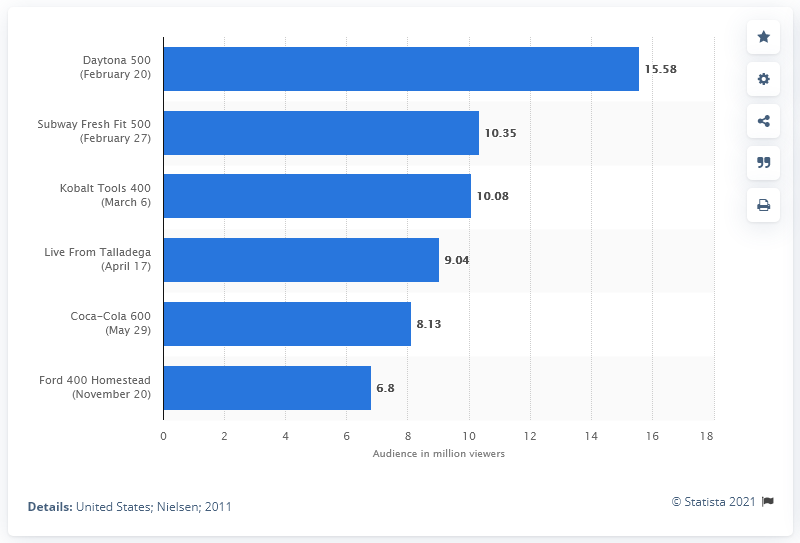 Daytona 500
(February 20)
15.58
Subway Fresh Fit 500
(February 27)
10.35
Kobalt Tools 400
(March 6)
10.08
Live From Talladega
(April 17)
9.04
Coca-Cola 600
(May 29)
8.13
Ford 400 Homestead
(November 20)
6.8
0 2 4 6 8 10 12 14 16 18
Audience in million viewers
Details: United States; Nielsen; 2011
© Statista 2021